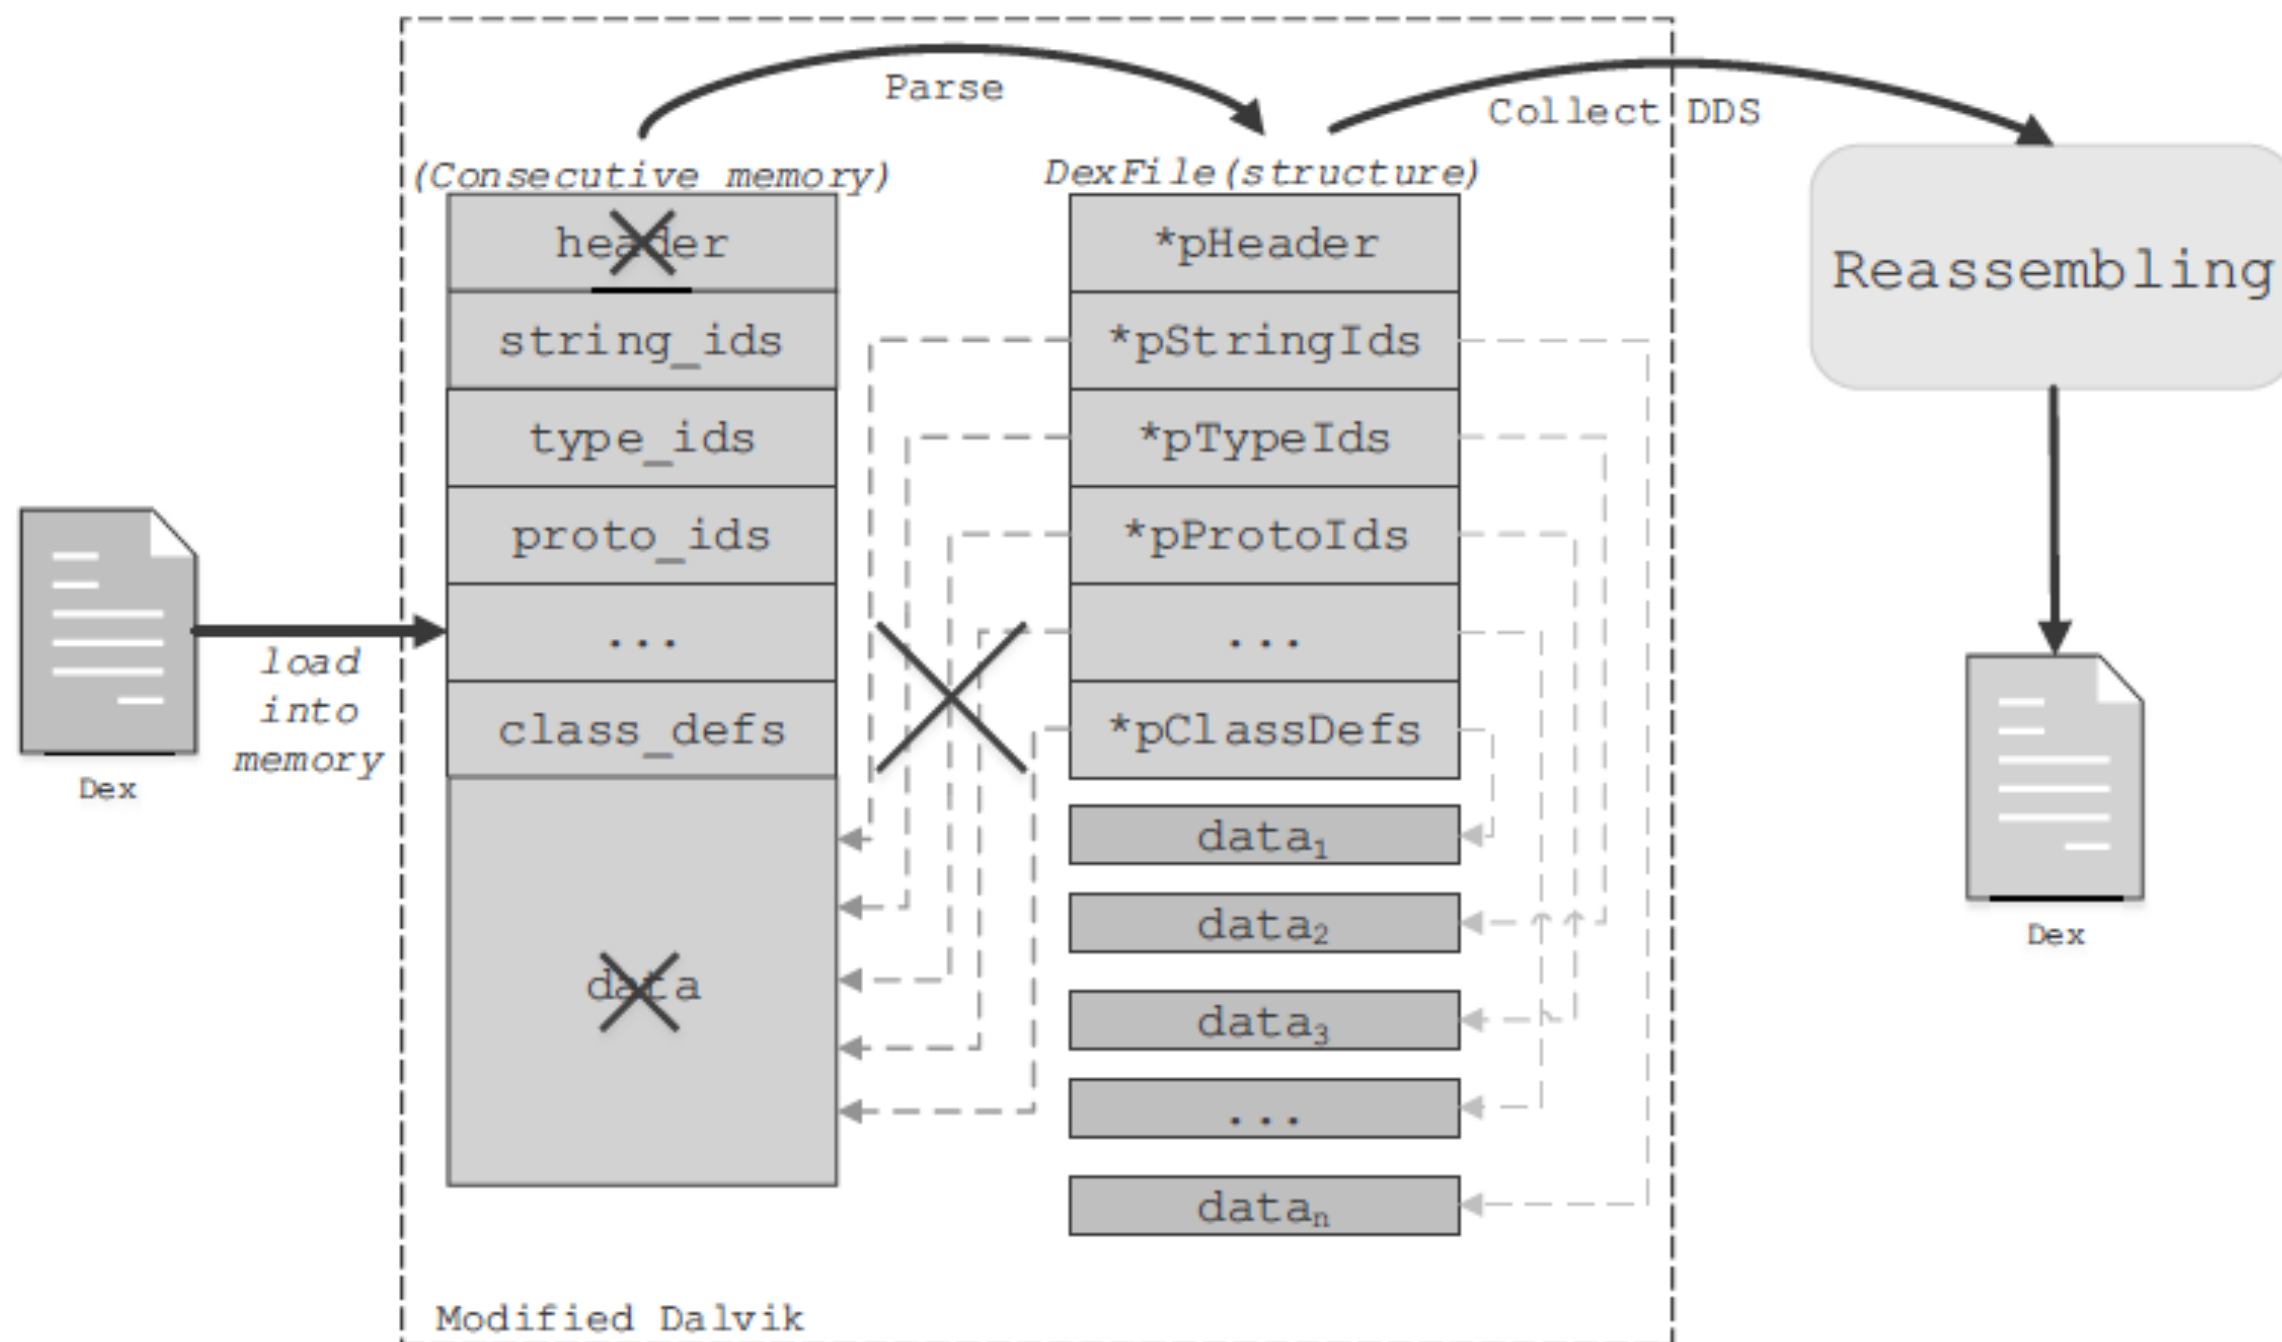 Parse
Collect DDS
(Consecutive memory)
DexFile(structure)
header
string_ids
type_ids
proto_ids
...
class_defs
data
*pHeader
*pStringIds
*pTypeIds
*pProtoIds
...
*pClassDefs
data₁
data₂
data₃
...
dataₙ
Reassembling
load
into
memory
Dex
Dex
Modified Dalvik